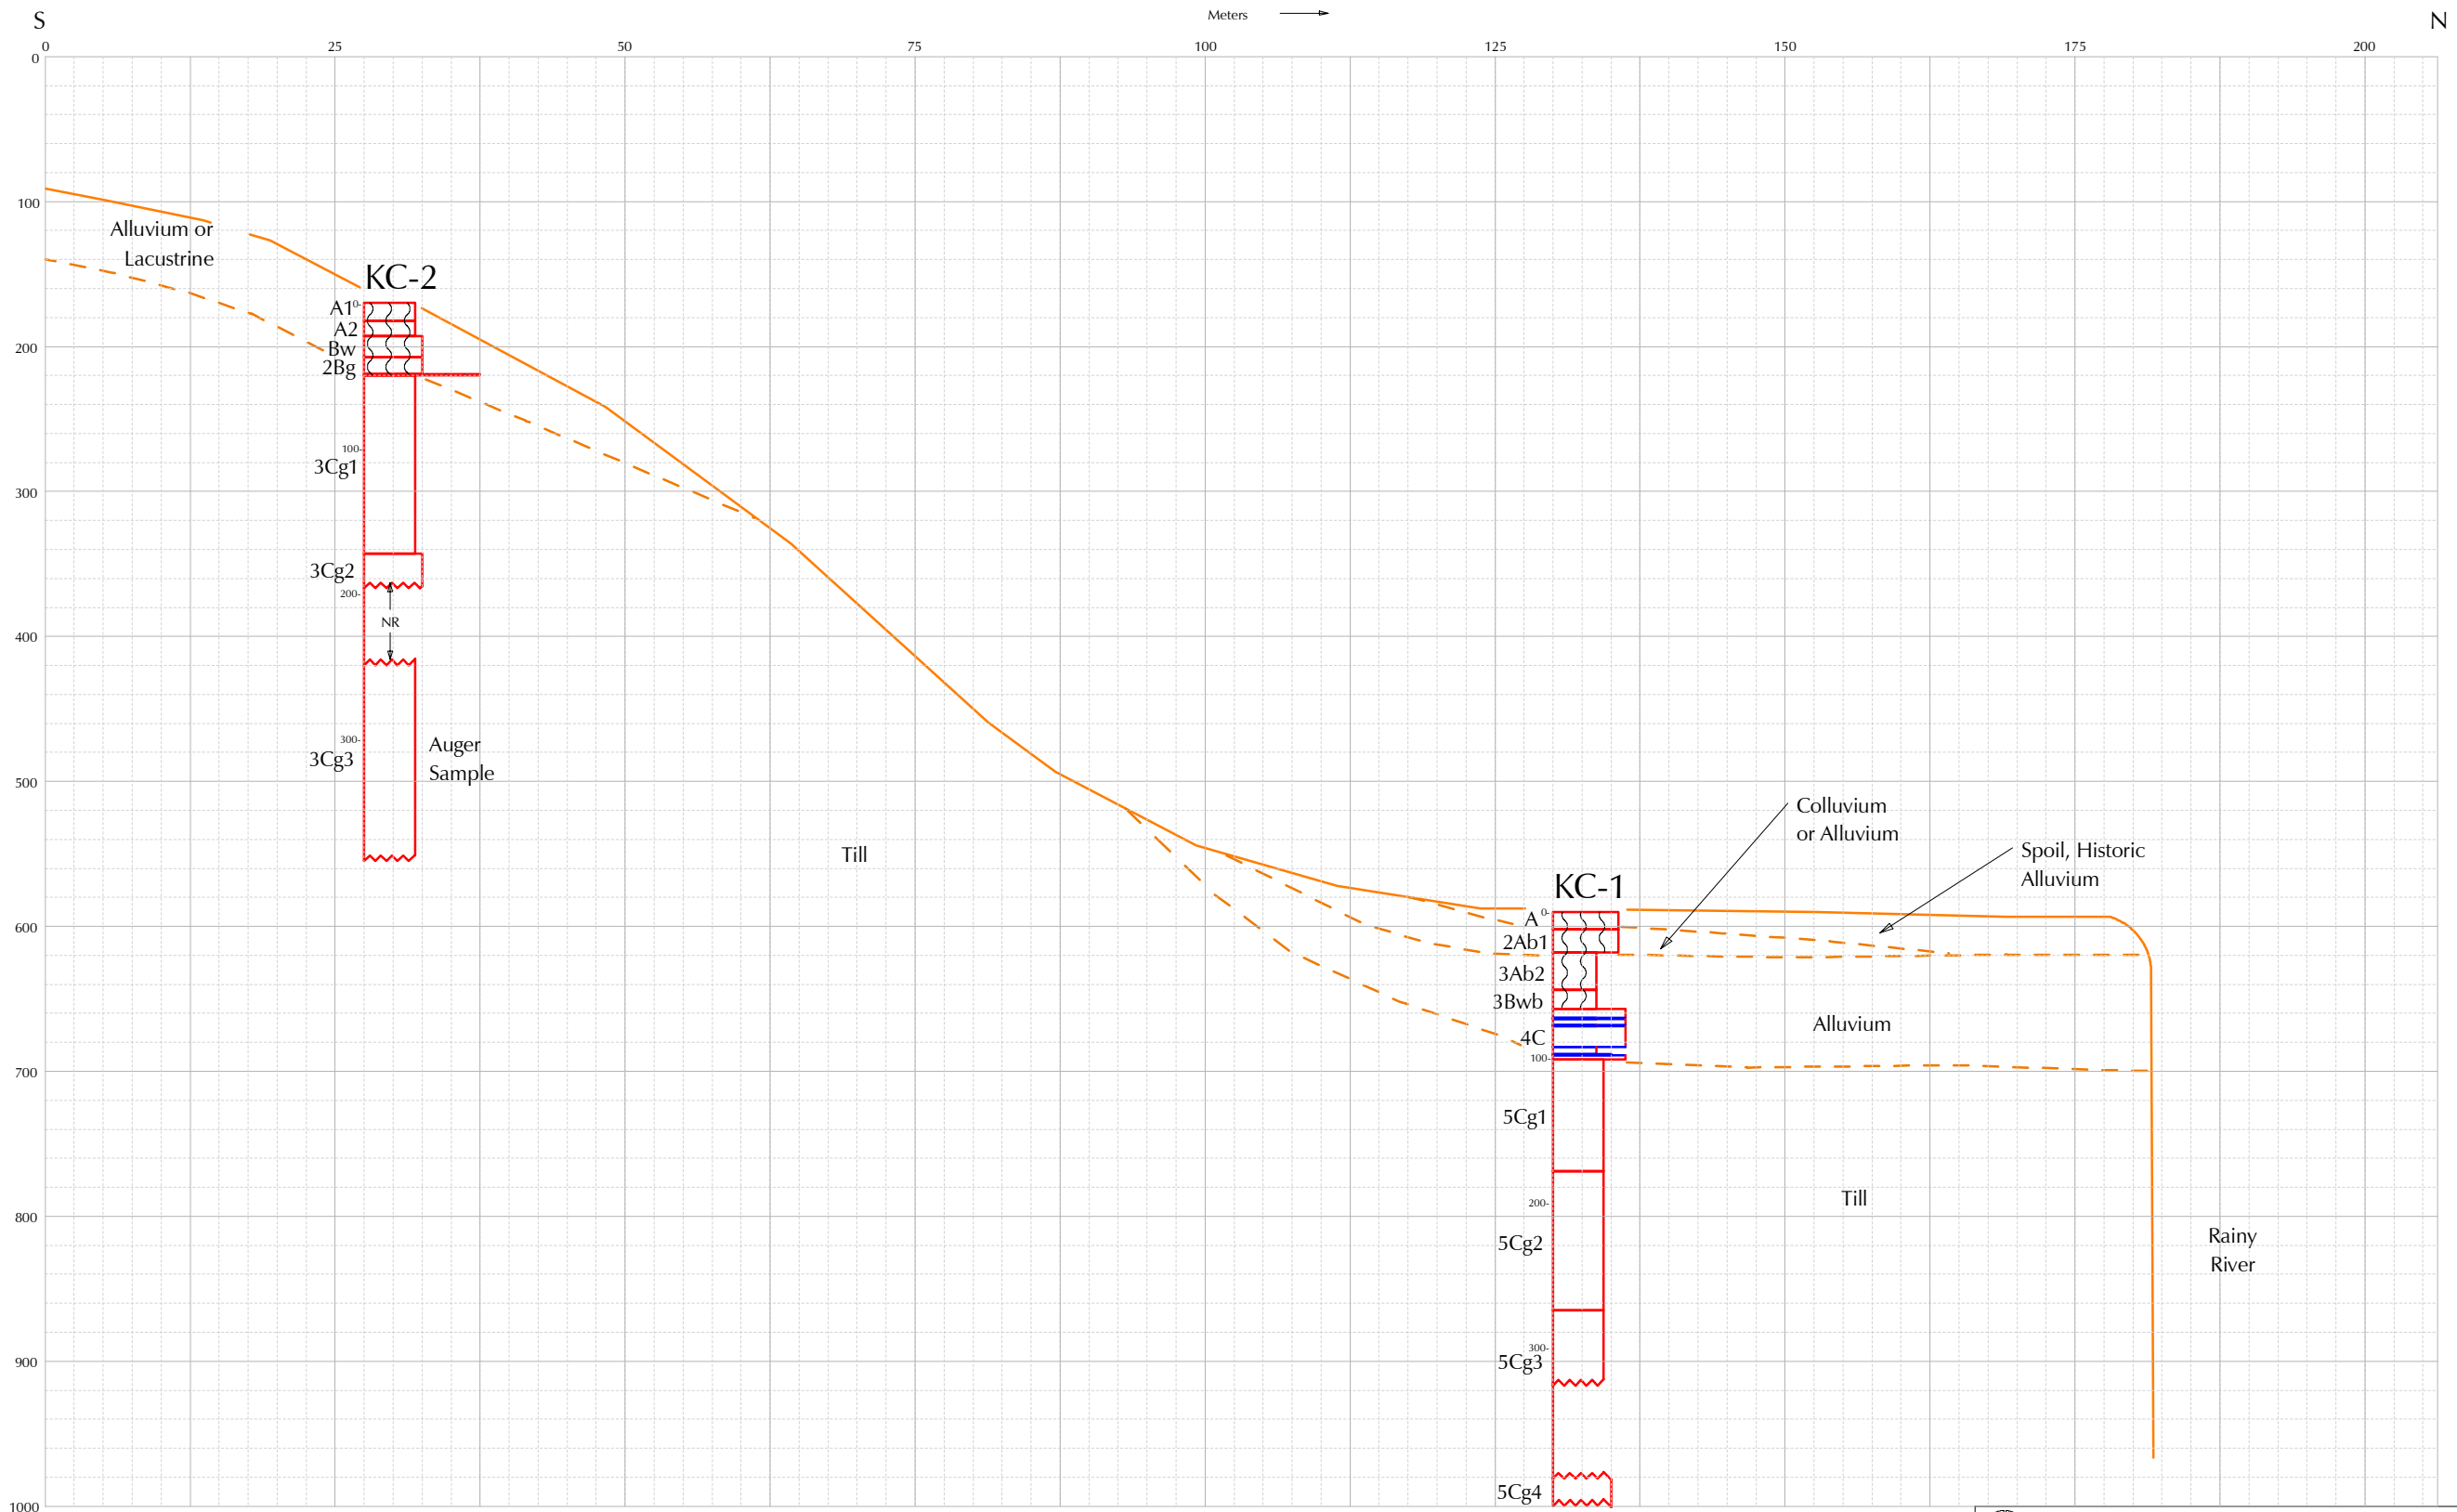 S
Meters
N
0 25 50 75 100 125 150 175 200
0
100
200
300
400
500
600
700
800
900
1000
Alluvium or
Lacustrine
KC-2
A1 0-
A2
Bw
2Bg
100-
3Cg1
3Cg2
200-
NR
300-
3Cg3
Auger
Sample
Till
Colluvium
or Alluvium
Spoil, Historic
Alluvium
KC-1
A 0-
2Ab1
3Ab2
3Bwb
4C
100-
5Cg1
200-
5Cg2
300-
5Cg3
5Cg4
Alluvium
Till
Rainy
River